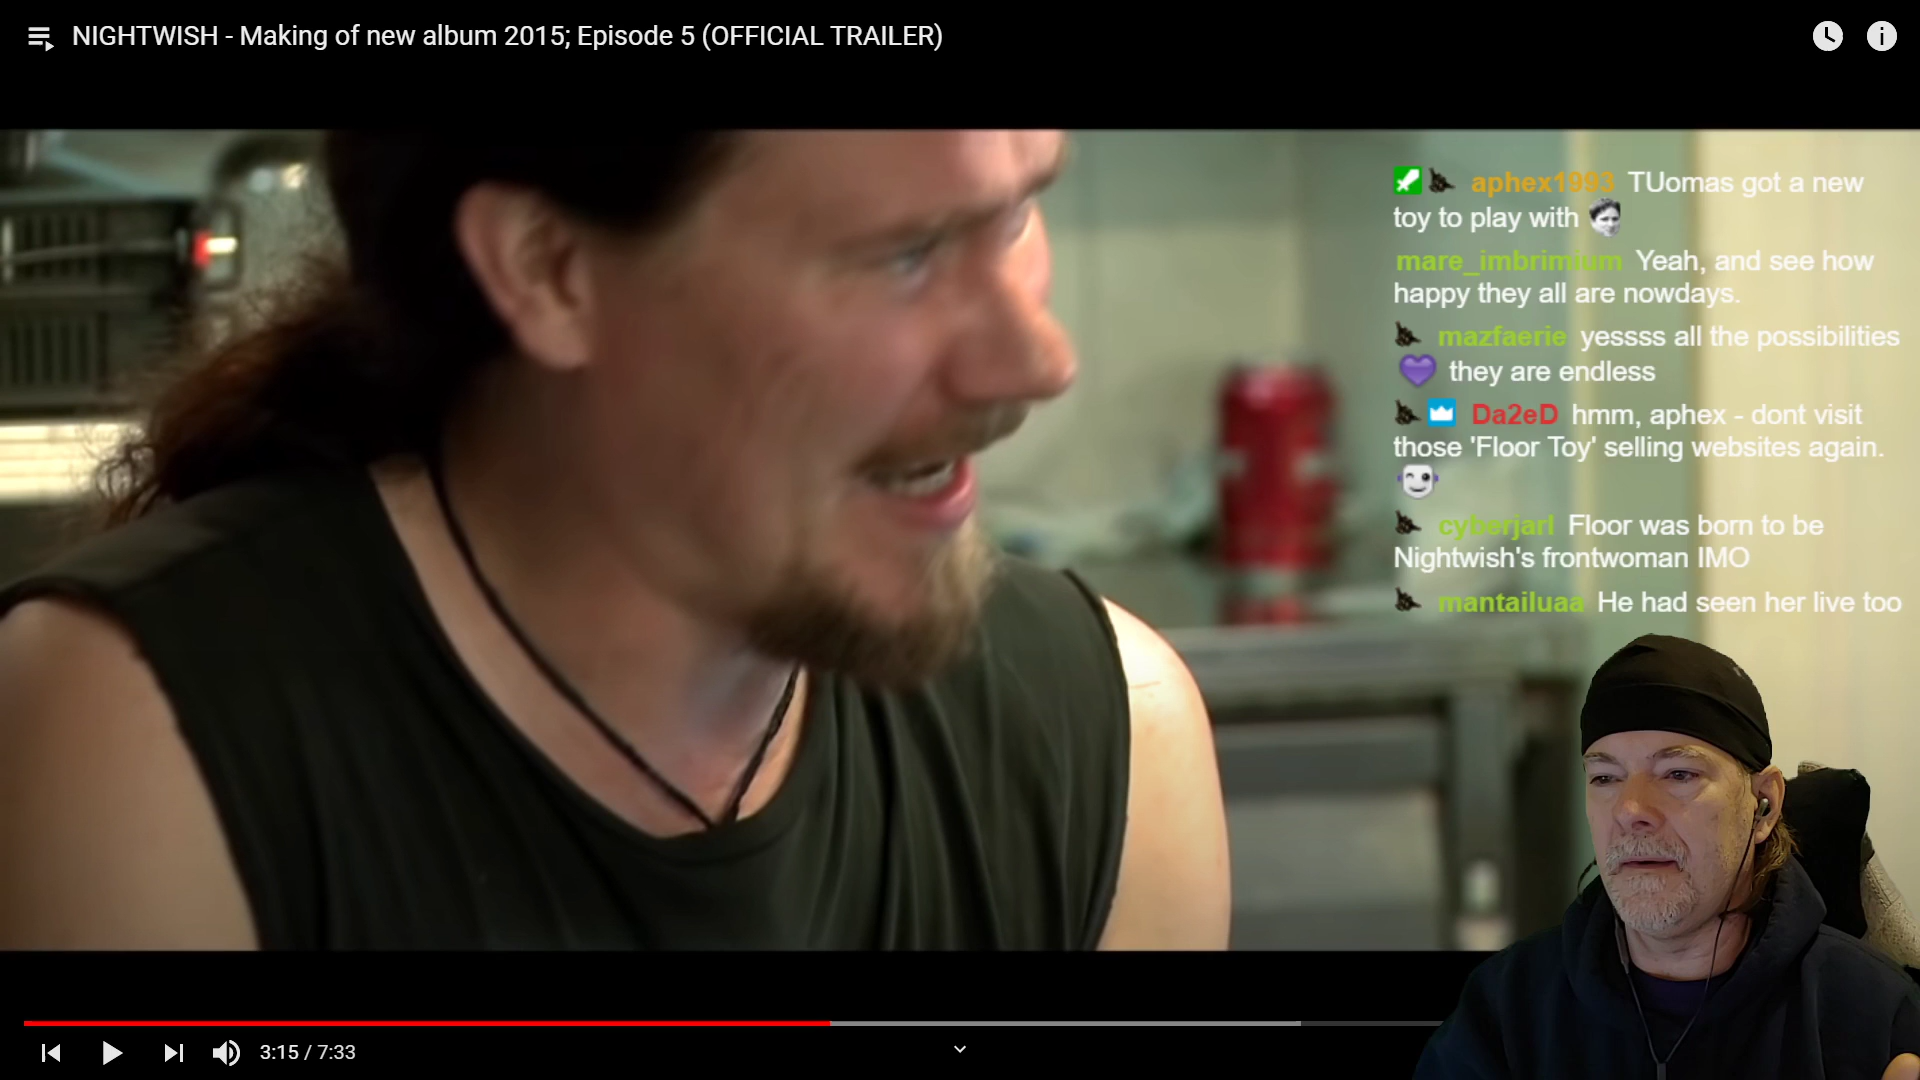 NIGHTWISH - Making of new album 2015; Episode 5 (OFFICIAL TRAILER)
aphex1993 TUomas got a new
toy to play with
mare_imbrimium Yeah, and see how
happy they all are nowdays.
mazfaerie yessss all the possibilities
they are endless
Da2eD hmm, aphex - dont visit
those 'Floor Toy' selling websites again.
cyberjarl Floor was born to be
Nightwish's frontwoman IMO
mantailuaa He had seen her live too
3:15 / 7:33